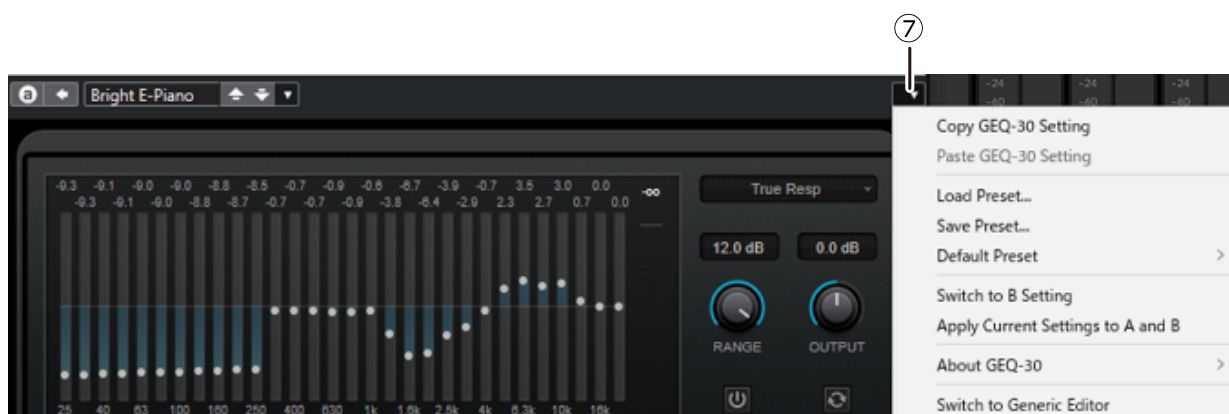 ⑦
a
Bright E-Piano
-24 -24 -24
-40 -40 -40
Copy GEQ-30 Setting
Paste GEQ-30 Setting
Load Preset...
Save Preset...
Default Preset
Switch to B Setting
Apply Current Settings to A and B
About GEQ-30
Switch to Generic Editor
-9.3 -9.1 -9.0 -9.0 -8.8 -8.5 -0.7 -0.9 -0.6 -6.7 -3.9 -0.7 3.5 3.0 0.0
-9.3 -9.1 -9.0 -8.8 -8.7 -0.7 -0.7 -0.9 -3.8 -6.4 -2.9 2.3 2.7 0.7 0.0
-∞
True Resp
12.0 dB 0.0 dB
RANGE OUTPUT
25 40 63 100 160 250 400 630 1k 1.6k 2.5k 4k 6.3k 10k 16k